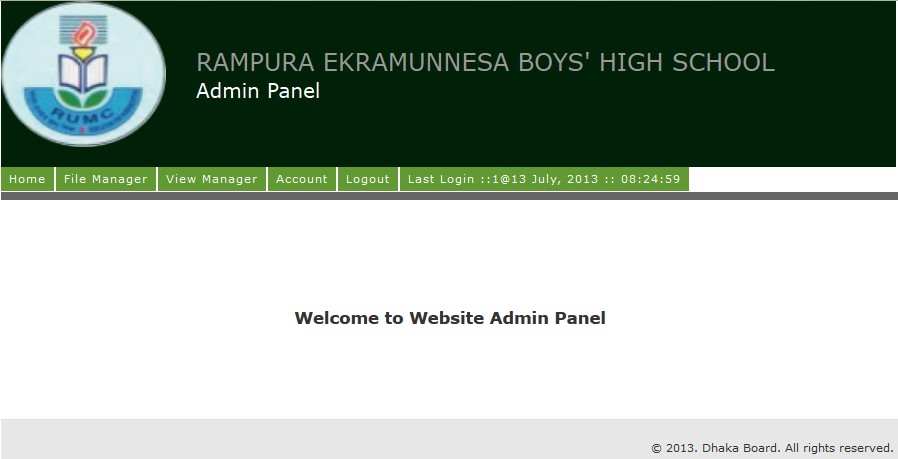 RAMPURA EKRAMUNNESA BOYS' HIGH SCHOOL
Admin Panel
RUMC
Home File Manager View Manager Account Logout Last Login ::1@13 July, 2013 :: 08:24:59
Welcome to Website Admin Panel
© 2013. Dhaka Board. All rights reserved.